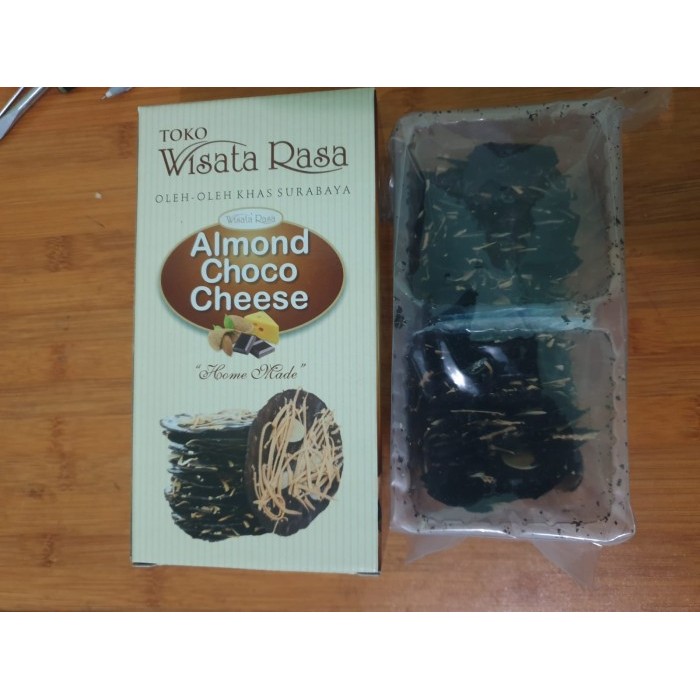 TOKO
Wisata Rasa
OLEH-OLEH KHAS SURABAYA
Wisata Rasa
Almond
Choco
Cheese
"Home Made"